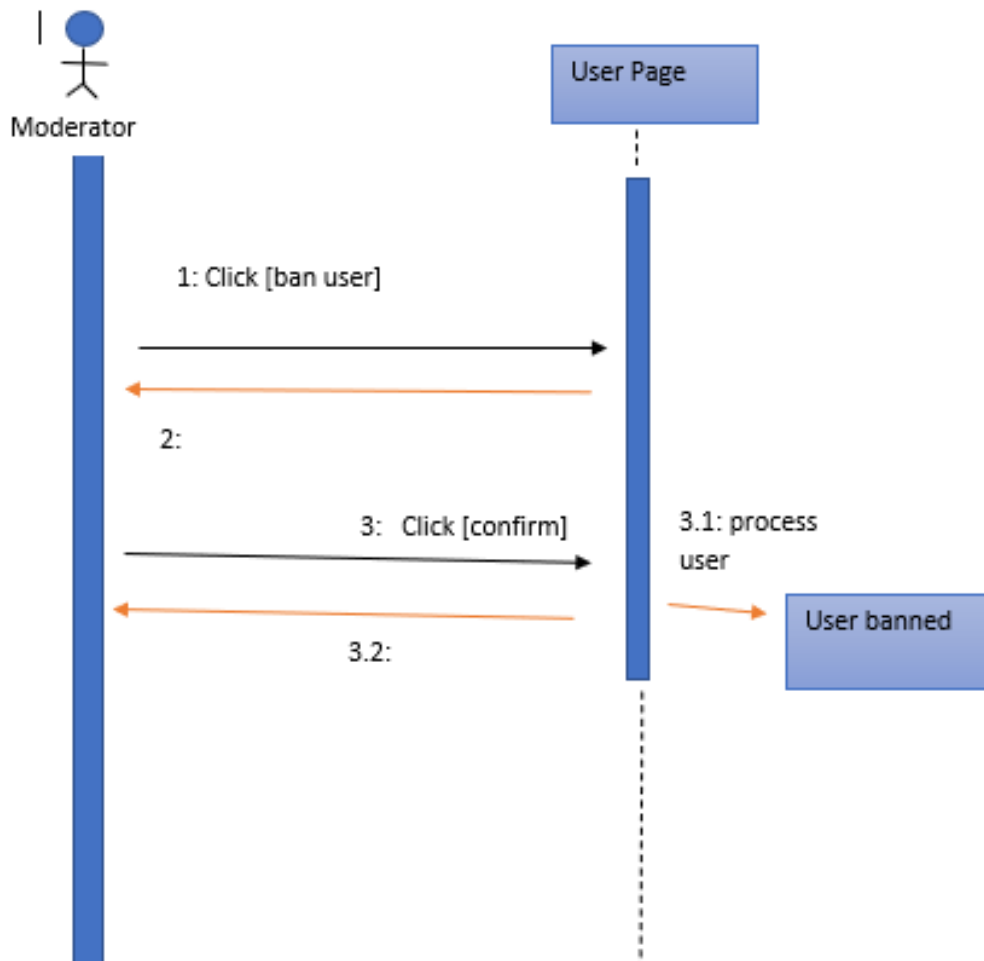 User Page
Moderator
1: Click [ban user]
2:
3: Click [confirm]
3.1: process
user
User banned
3.2: